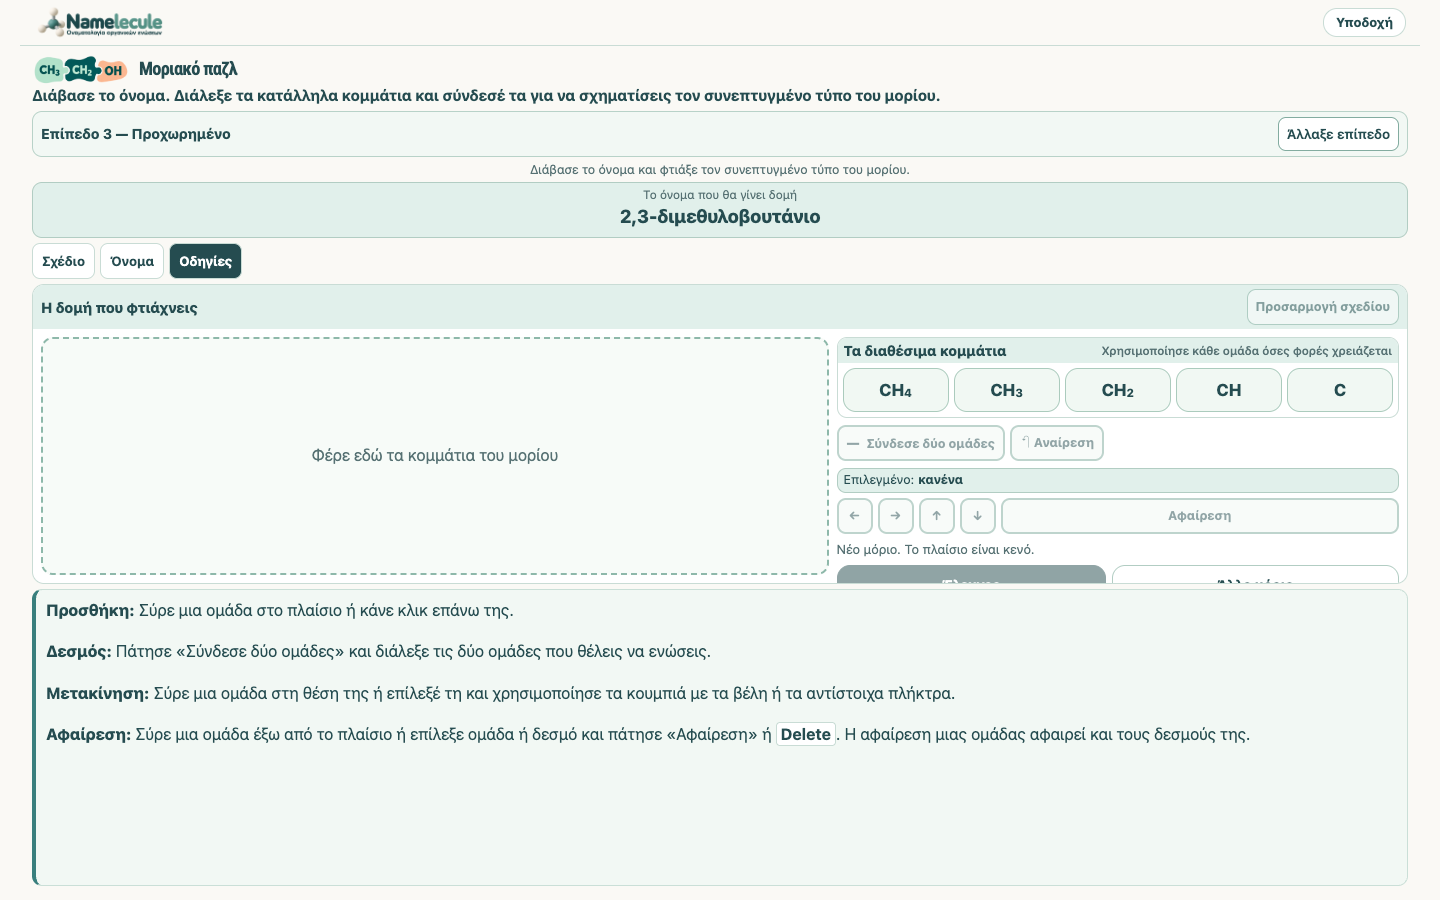 Namelecule
Ονοματολογία οργανικών ενώσεων
Υποδοχή
CH₃ CH₂ OH Μοριακό παζλ
Διάβασε το όνομα. Διάλεξε τα κατάλληλα κομμάτια και σύνδεσέ τα για να σχηματίσεις τον συνεπτυγμένο τύπο του μορίου.
Επίπεδο 3 — Προχωρημένο
Άλλαξε επίπεδο
Διάβασε το όνομα και φτιάξε τον συνεπτυγμένο τύπο του μορίου.
Το όνομα που θα γίνει δομή
2,3-διμεθυλοβουτάνιο
Σχέδιο Όνομα Οδηγίες
Η δομή που φτιάχνεις
Προσαρμογή σχεδίου
Φέρε εδώ τα κομμάτια του μορίου
Τα διαθέσιμα κομμάτια Χρησιμοποίησε κάθε ομάδα όσες φορές χρειάζεται
CH₄ CH₃ CH₂ CH C
— Σύνδεσε δύο ομάδες Αναίρεση
Επιλεγμένο: κανένα
← → ↑ ↓ Αφαίρεση
Νέο μόριο. Το πλαίσιο είναι κενό.
Προσθήκη: Σύρε μια ομάδα στο πλαίσιο ή κάνε κλικ επάνω της.
Δεσμός: Πάτησε «Σύνδεσε δύο ομάδες» και διάλεξε τις δύο ομάδες που θέλεις να ενώσεις.
Μετακίνηση: Σύρε μια ομάδα στη θέση της ή επίλεξέ τη και χρησιμοποίησε τα κουμπιά με τα βέλη ή τα αντίστοιχα πλήκτρα.
Αφαίρεση: Σύρε μια ομάδα έξω από το πλαίσιο ή επίλεξε ομάδα ή δεσμό και πάτησε «Αφαίρεση» ή Delete. Η αφαίρεση μιας ομάδας αφαιρεί και τους δεσμούς της.